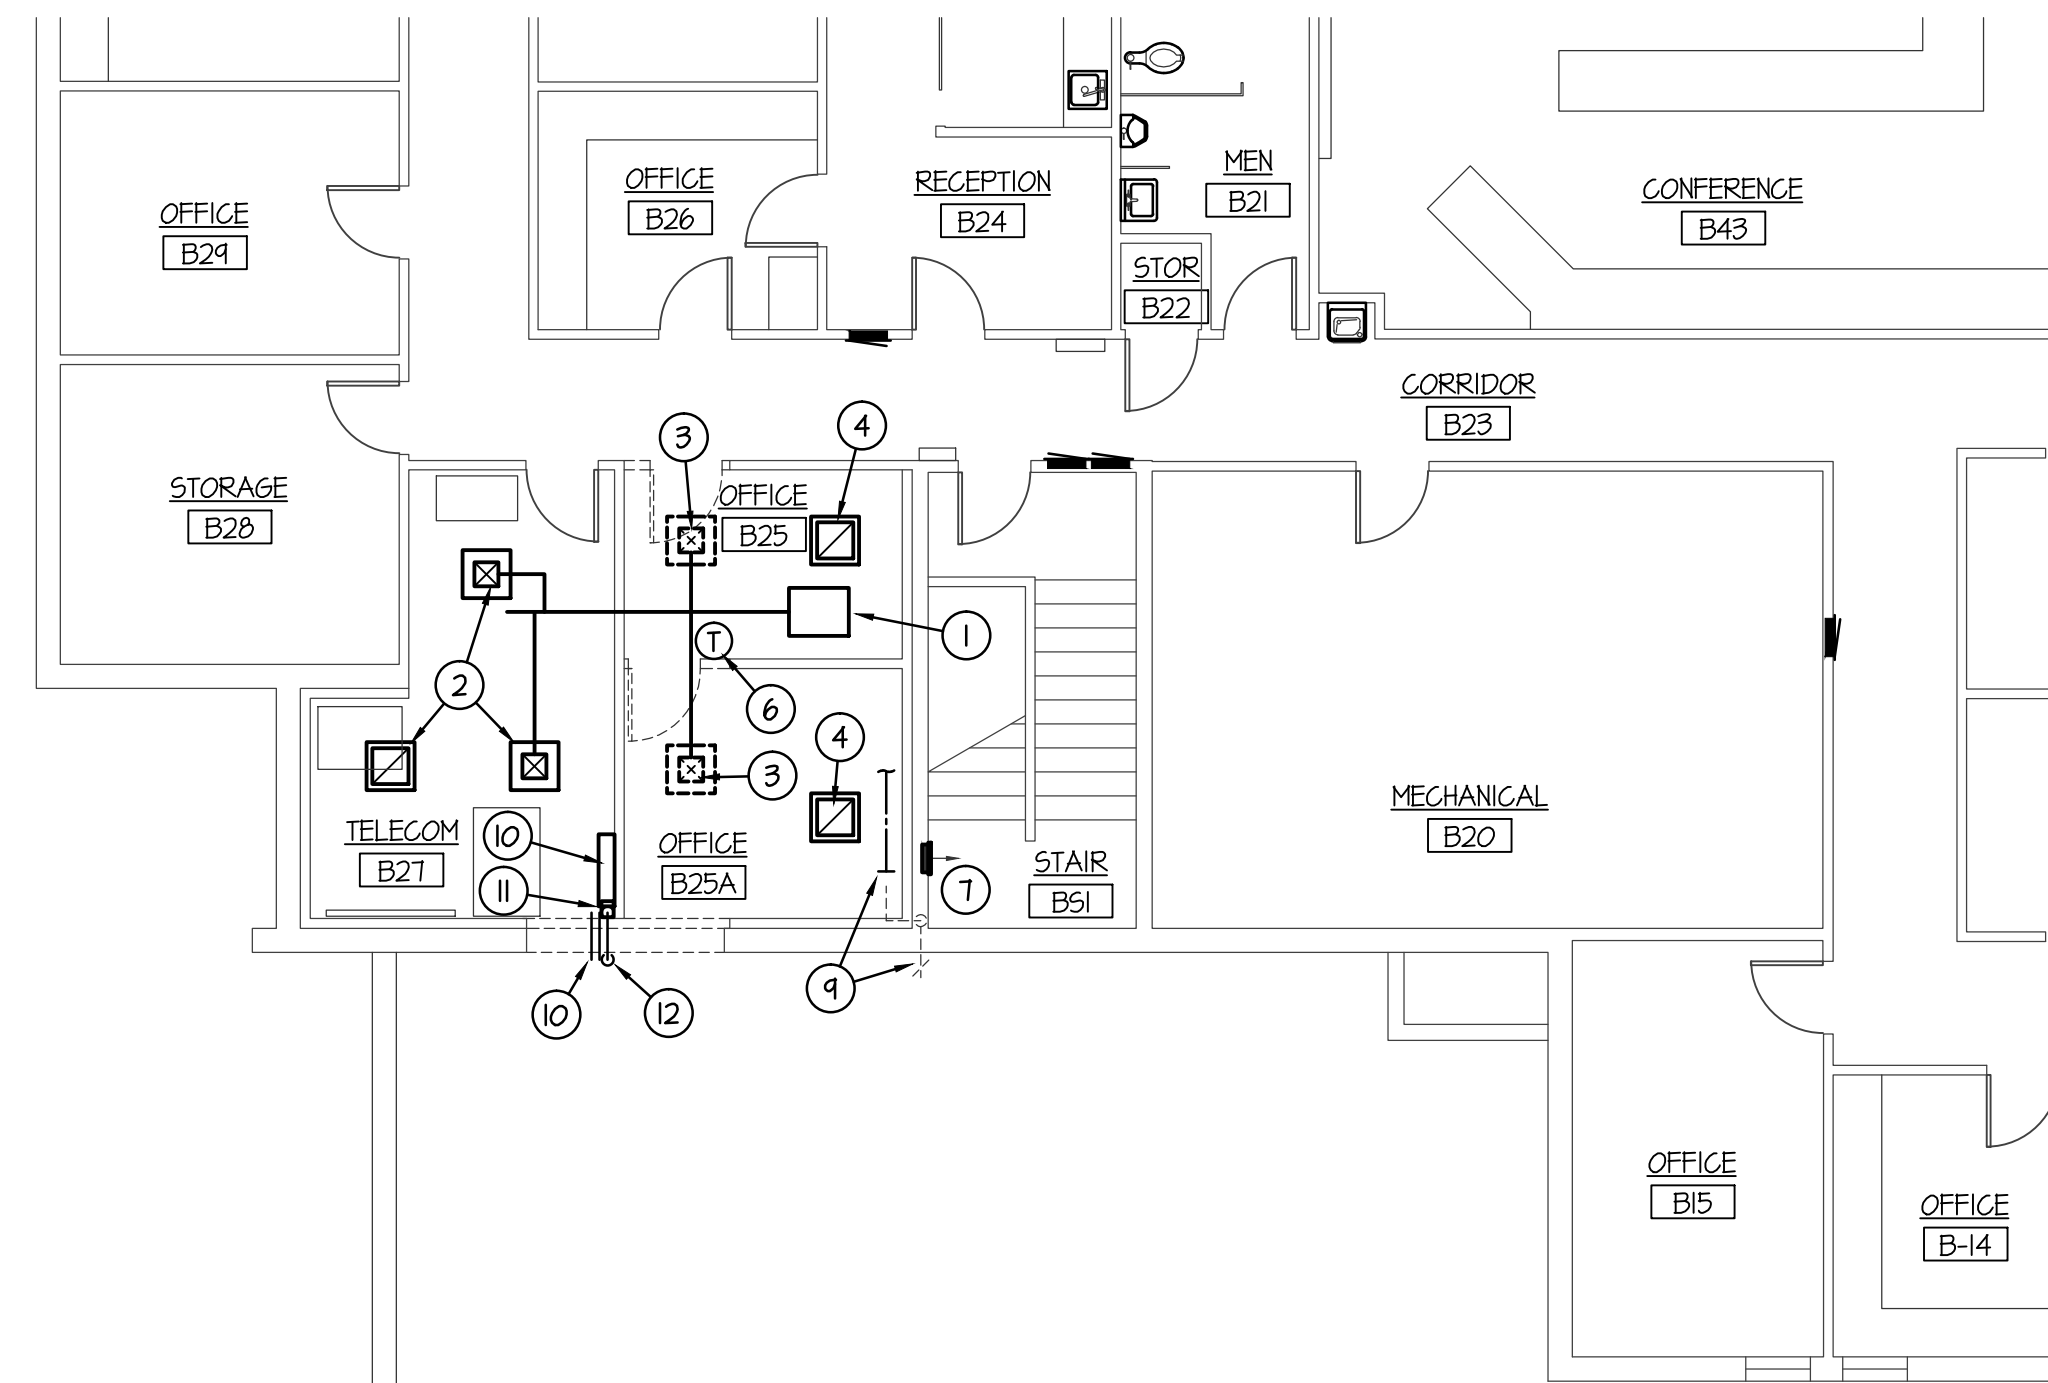 MEN
B21
OFFICE
B26
RECEPTION
B24
CONFERENCE
B43
OFFICE
B29
STOR
B22
CORRIDOR
B23
3
4
STORAGE
B28
OFFICE
B25
1
T
2
6
4
3
MECHANICAL
B20
TELECOM
B27
10
11
OFFICE
B25A
STAIR
BS1
7
9
10
12
OFFICE
B15
OFFICE
B-14